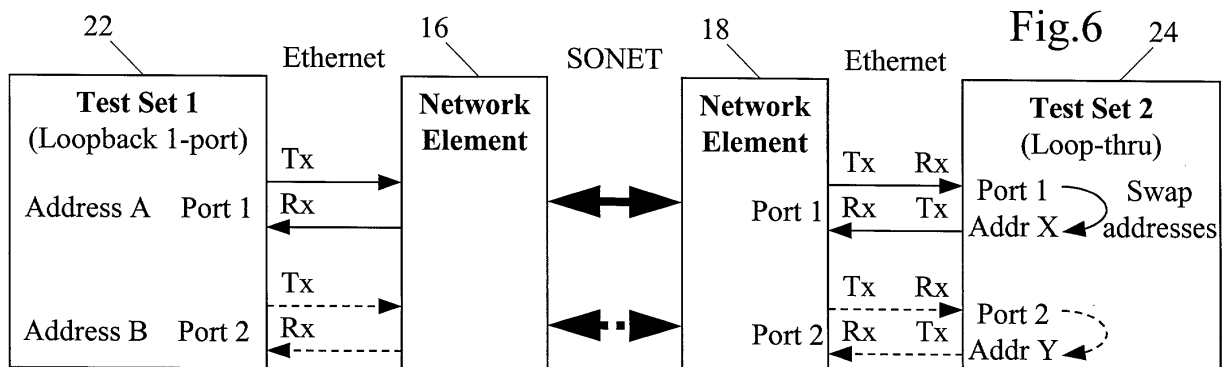 Fig.6
22
16
18
24
Ethernet
SONET
Ethernet
Test Set 1
(Loopback 1-port)
Address A Port 1
Address B Port 2
Tx
Rx
Tx
Rx
Network
Element
Network
Element
Port 1
Port 2
Tx Rx
Rx Tx
Tx Rx
Rx Tx
Test Set 2
(Loop-thru)
Port 1
Addr X
Swap
addresses
Port 2
Addr Y